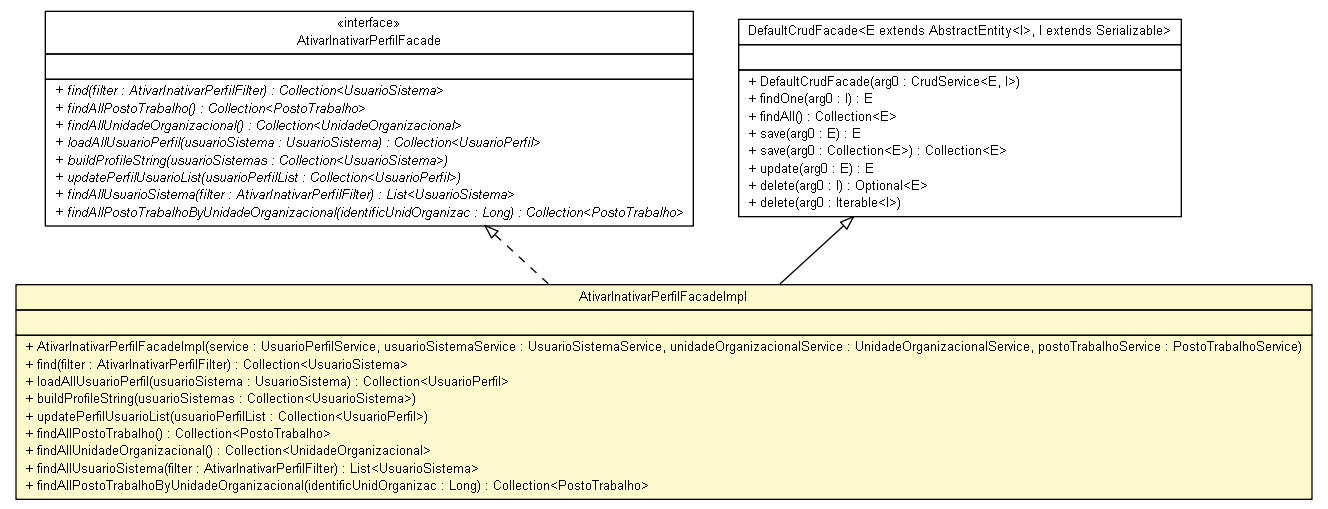 «interface»
AtivarInativarPerfilFacade
+ find(filter : AtivarInativarPerfilFilter) : Collection<UsuarioSistema>
+ findAllPostoTrabalho() : Collection<PostoTrabalho>
+ findAllUnidadeOrganizacional() : Collection<UnidadeOrganizacional>
+ loadAllUsuarioPerfil(usuarioSistema : UsuarioSistema) : Collection<UsuarioPerfil>
+ buildProfileString(usuarioSistemas : Collection<UsuarioSistema>)
+ updatePerfilUsuarioList(usuarioPerfilList : Collection<UsuarioPerfil>)
+ findAllUsuarioSistema(filter : AtivarInativarPerfilFilter) : List<UsuarioSistema>
+ findAllPostoTrabalhoByUnidadeOrganizacional(identificUnidOrganizac : Long) : Collection<PostoTrabalho>
DefaultCrudFacade<E extends AbstractEntity<I>, I extends Serializable>
+ DefaultCrudFacade(arg0 : CrudService<E, I>)
+ findOne(arg0 : I) : E
+ findAll() : Collection<E>
+ save(arg0 : E) : E
+ save(arg0 : Collection<E>) : Collection<E>
+ update(arg0 : E) : E
+ delete(arg0 : I) : Optional<E>
+ delete(arg0 : Iterable<I>)
AtivarInativarPerfilFacadeImpl
+ AtivarInativarPerfilFacadeImpl(service : UsuarioPerfilService, usuarioSistemaService : UsuarioSistemaService, unidadeOrganizacionalService : UnidadeOrganizacionalService, postoTrabalhoService : PostoTrabalhoService)
+ find(filter : AtivarInativarPerfilFilter) : Collection<UsuarioSistema>
+ loadAllUsuarioPerfil(usuarioSistema : UsuarioSistema) : Collection<UsuarioPerfil>
+ buildProfileString(usuarioSistemas : Collection<UsuarioSistema>)
+ updatePerfilUsuarioList(usuarioPerfilList : Collection<UsuarioPerfil>)
+ findAllPostoTrabalho() : Collection<PostoTrabalho>
+ findAllUnidadeOrganizacional() : Collection<UnidadeOrganizacional>
+ findAllUsuarioSistema(filter : AtivarInativarPerfilFilter) : List<UsuarioSistema>
+ findAllPostoTrabalhoByUnidadeOrganizacional(identificUnidOrganizac : Long) : Collection<PostoTrabalho>